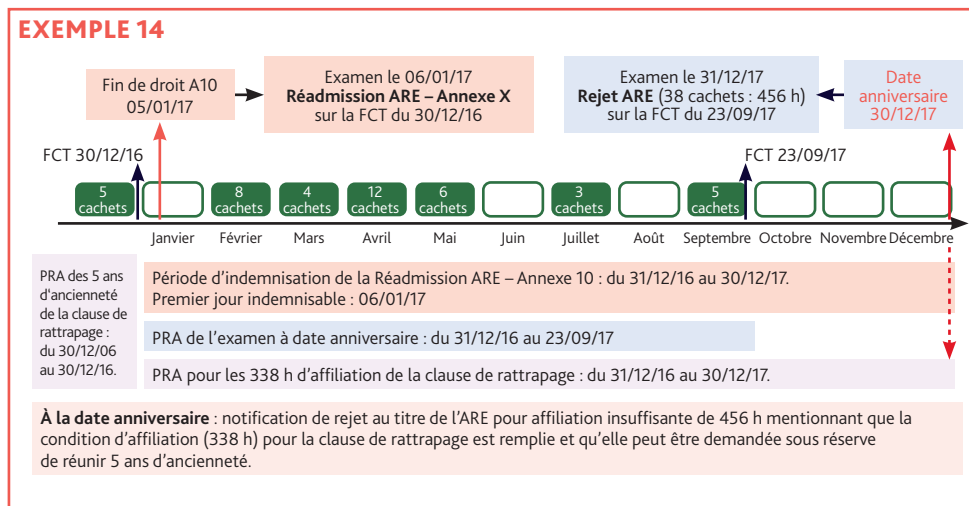 EXEMPLE 14
Fin de droit A10
05/01/17
Examen le 06/01/17
Réadmission ARE – Annexe X
sur la FCT du 30/12/16
Examen le 31/12/17
Rejet ARE (38 cachets : 456 h)
sur la FCT du 23/09/17
Date
anniversaire
30/12/17
FCT 30/12/16
FCT 23/09/17
5
cachets
8
cachets
4
cachets
12
cachets
6
cachets
3
cachets
5
cachets
Janvier Février Mars Avril Mai Juin Juillet Août Septembre Octobre Novembre Décembre
PRA des 5 ans
d'ancienneté
de la clause de
rattrapage :
du 30/12/06
au 30/12/16.
Période d'indemnisation de la Réadmission ARE – Annexe 10 : du 31/12/16 au 30/12/17.
Premier jour indemnisable : 06/01/17
PRA de l'examen à date anniversaire : du 31/12/16 au 23/09/17
PRA pour les 338 h d'affiliation de la clause de rattrapage : du 31/12/16 au 30/12/17.
À la date anniversaire : notification de rejet au titre de l'ARE pour affiliation insuffisante de 456 h mentionnant que la
condition d'affiliation (338 h) pour la clause de rattrapage est remplie et qu'elle peut être demandée sous réserve
de réunir 5 ans d'ancienneté.